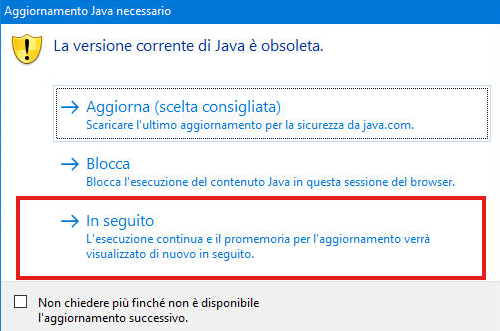 Aggiornamento Java necessario
La versione corrente di Java è obsoleta.
Aggiorna (scelta consigliata)
Scaricare l'ultimo aggiornamento per la sicurezza da java.com.
Blocca
Blocca l'esecuzione del contenuto Java in questa sessione del browser.
In seguito
L'esecuzione continua e il promemoria per l'aggiornamento verrà
visualizzato di nuovo in seguito.
Non chiedere più finché non è disponibile
l'aggiornamento successivo.